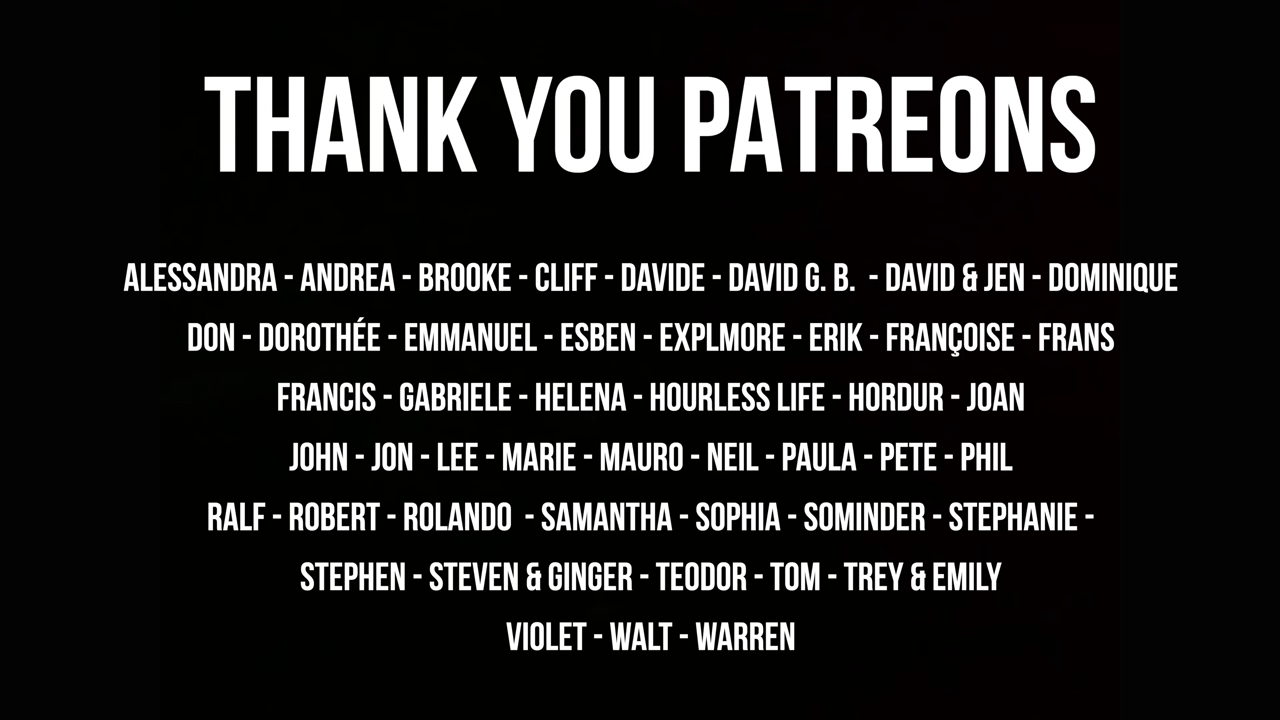 THANK YOU PATREONS
ALESSANDRA - ANDREA - BROOKE - CLIFF - DAVIDE - DAVID G. B. - DAVID & JEN - DOMINIQUE
DON - DOROTHÉE - EMMANUEL - ESBEN - EXPLMORE - ERIK - FRANÇOISE - FRANS
FRANCIS - GABRIELE - HELENA - HOURLESS LIFE - HORDUR - JOAN
JOHN - JON - LEE - MARIE - MAURO - NEIL - PAULA - PETE - PHIL
RALF - ROBERT - ROLANDO - SAMANTHA - SOPHIA - SOMINDER - STEPHANIE -
STEPHEN - STEVEN & GINGER - TEODOR - TOM - TREY & EMILY
VIOLET - WALT - WARREN